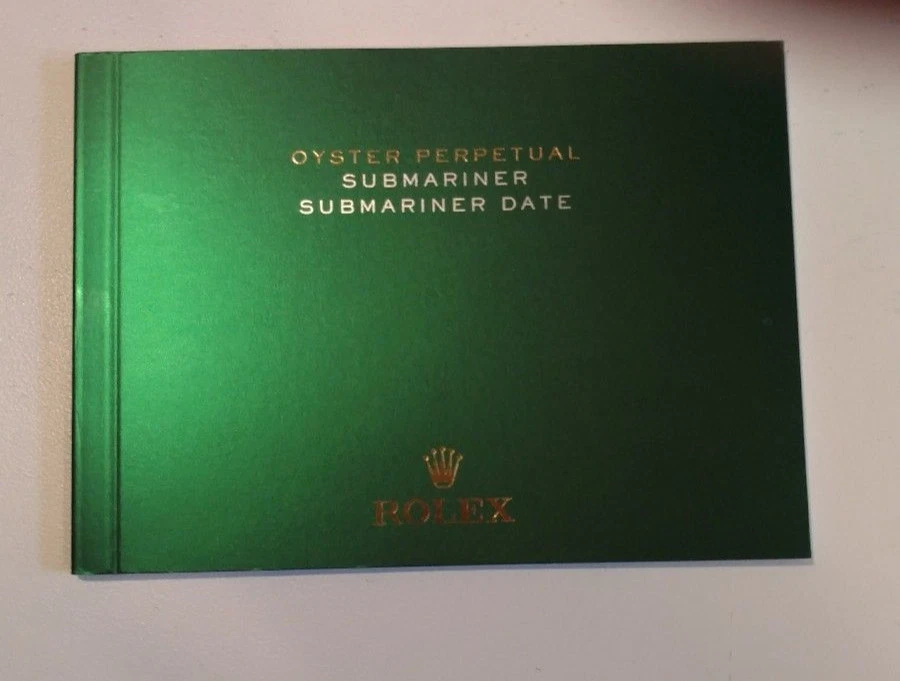 OYSTER PERPETUAL
SUBMARINER
SUBMARINER DATE
ROLEX